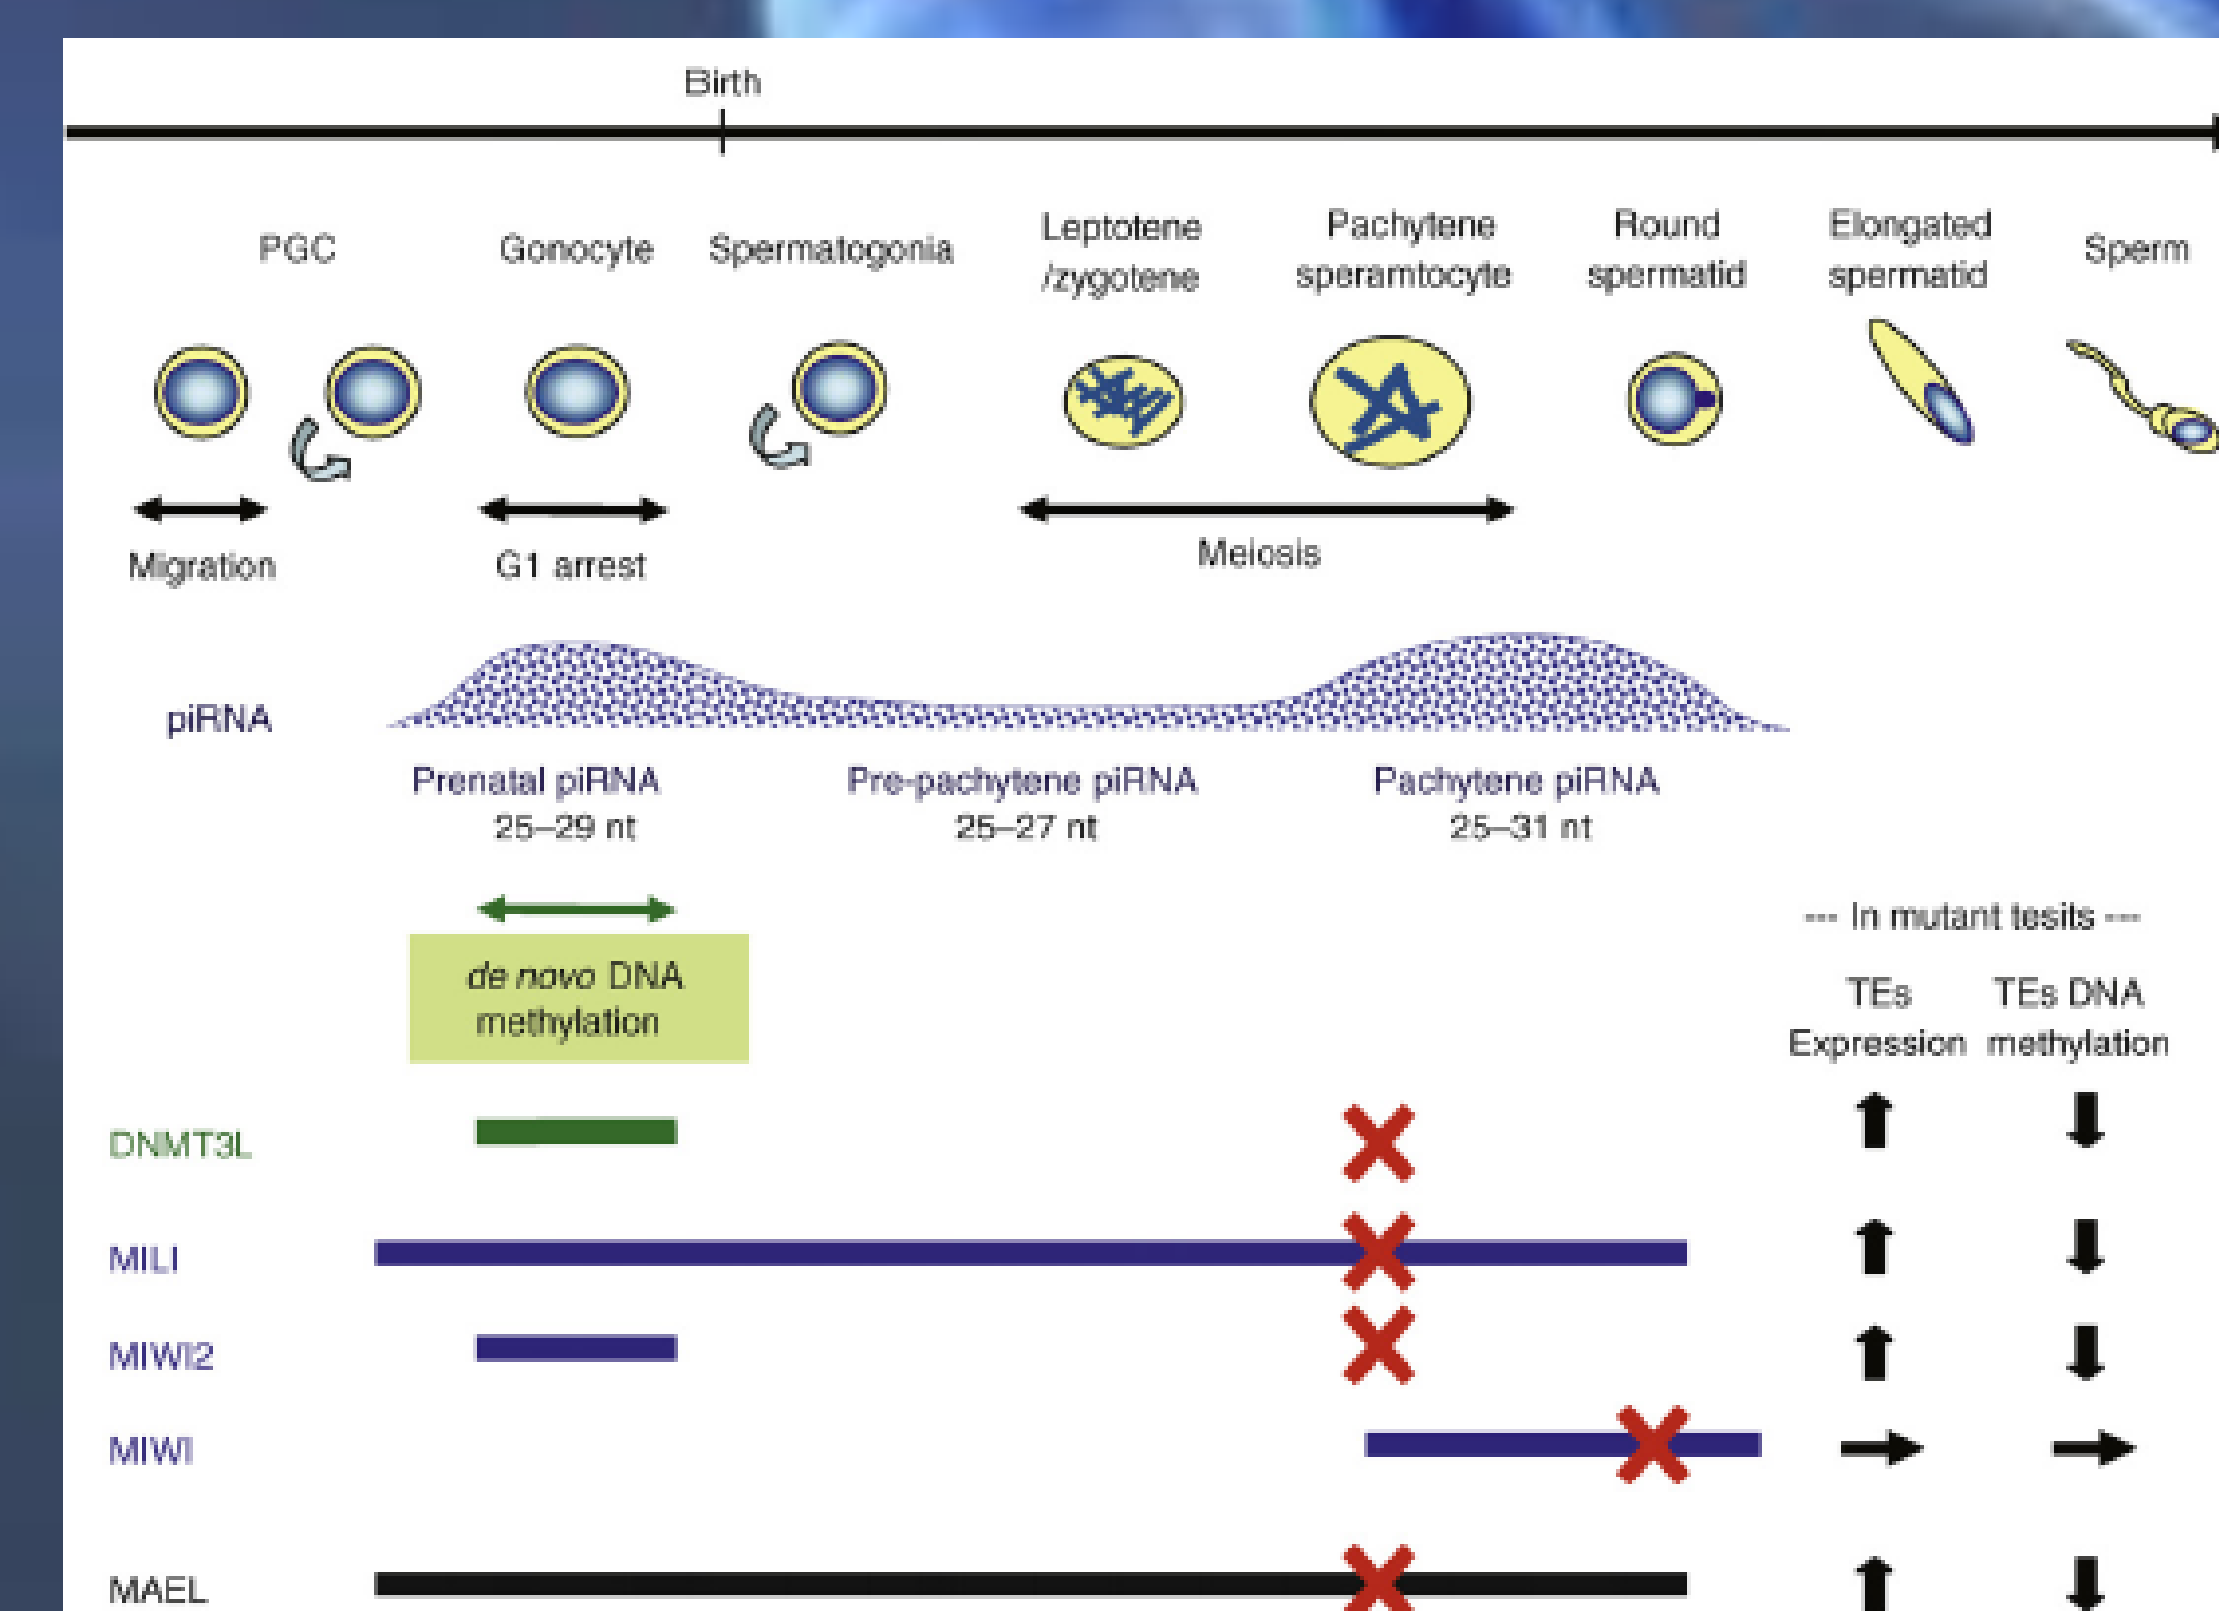 Birth
PGC
Gonocyte
Spermatogonia
Leptotene
/zygotene
Pachytene
speramtocyte
Round
spermatid
Elongated
spermatid
Sperm
Migration
G1 arrest
Meiosis
piRNA
Prenatal piRNA
25–29 nt
Pre-pachytene piRNA
25–27 nt
Pachytene piRNA
25–31 nt
de novo DNA
methylation
--- In mutant tesits ---
TEs
Expression
TEs DNA
methylation
DNMT3L
MILI
MIWI2
MIWI
MAEL